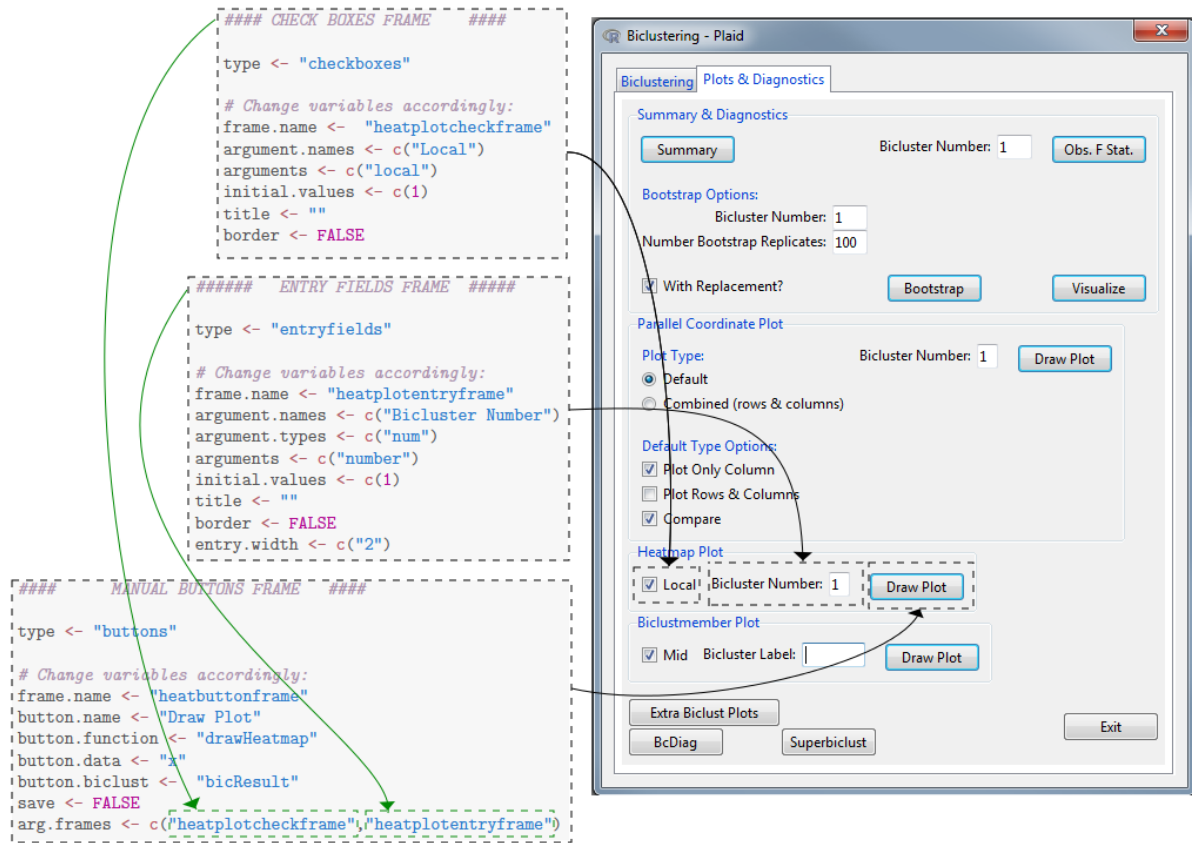 #### CHECK BOXES FRAME ####
type <- "checkboxes"
# Change variables accordingly:
frame.name <- "heatplotcheckframe"
argument.names <- c("Local")
arguments <- c("local")
initial.values <- c(1)
title <- ""
border <- FALSE
###### ENTRY FIELDS FRAME #####
type <- "entryfields"
# Change variables accordingly:
frame.name <- "heatplotentryframe"
argument.names <- c("Bicluster Number")
argument.types <- c("num")
arguments <- c("number")
initial.values <- c(1)
title <- ""
border <- FALSE
entry.width <- c("2")
#### MANUAL BUTTONS FRAME ####
type <- "buttons"
# Change variables accordingly:
frame.name <- "heatbuttonframe"
button.name <- "Draw Plot"
button.function <- "drawHeatmap"
button.data <- "x"
button.biclust <- "bicResult"
save <- FALSE
arg.frames <- c("heatplotcheckframe","heatplotentryframe")
Biclustering - Plaid
Biclustering Plots & Diagnostics
Summary & Diagnostics
Summary Bicluster Number: 1 Obs. F Stat.
Bootstrap Options:
Bicluster Number: 1
Number Bootstrap Replicates: 100
With Replacement? Bootstrap Visualize
Parallel Coordinate Plot
Plot Type: Bicluster Number: 1 Draw Plot
Default
Combined (rows & columns)
Default Type Options:
Plot Only Column
Plot Rows & Columns
Compare
Heatmap Plot
Local Bicluster Number: 1 Draw Plot
Biclustmember Plot
Mid Bicluster Label: Draw Plot
Extra Biclust Plots
Exit
BcDiag Superbiclust